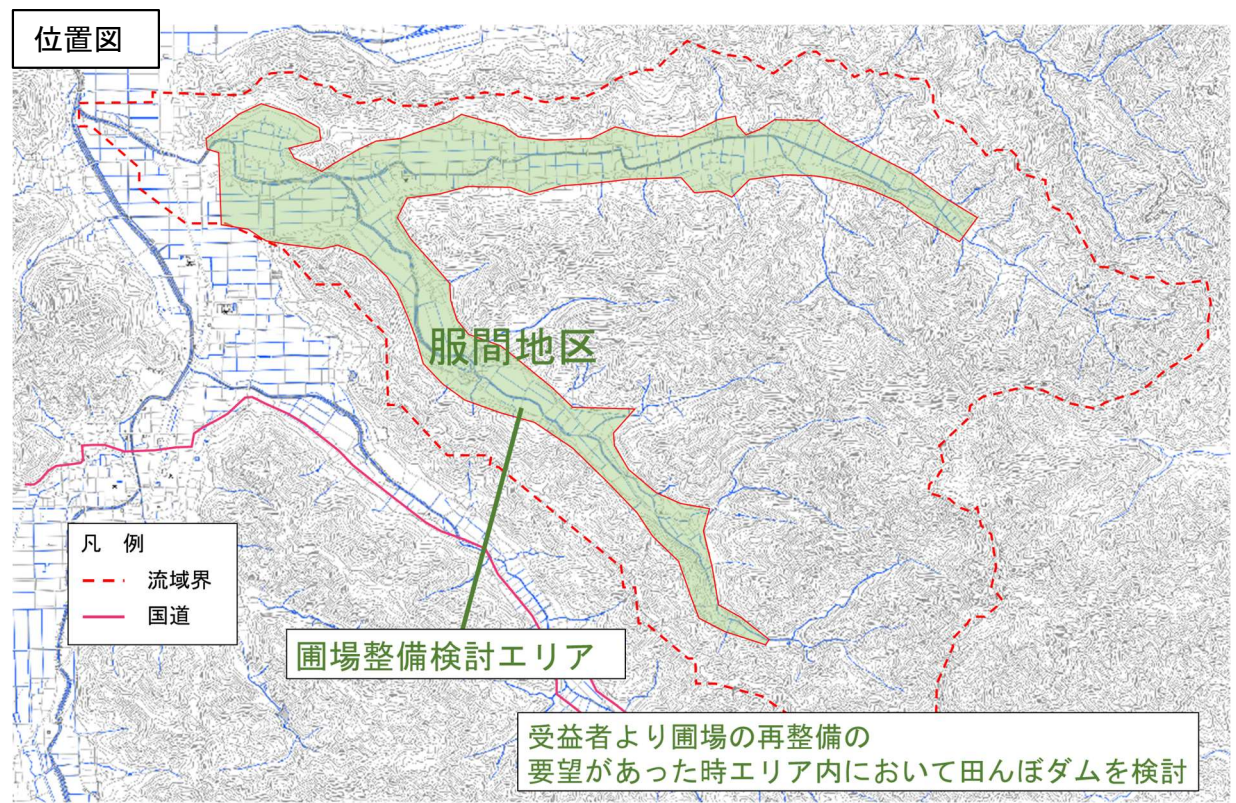 位置図
服間地区
凡 例
流域界
国道
圃場整備検討エリア
受益者より圃場の再整備の
要望があった時エリア内において田んぼダムを検討